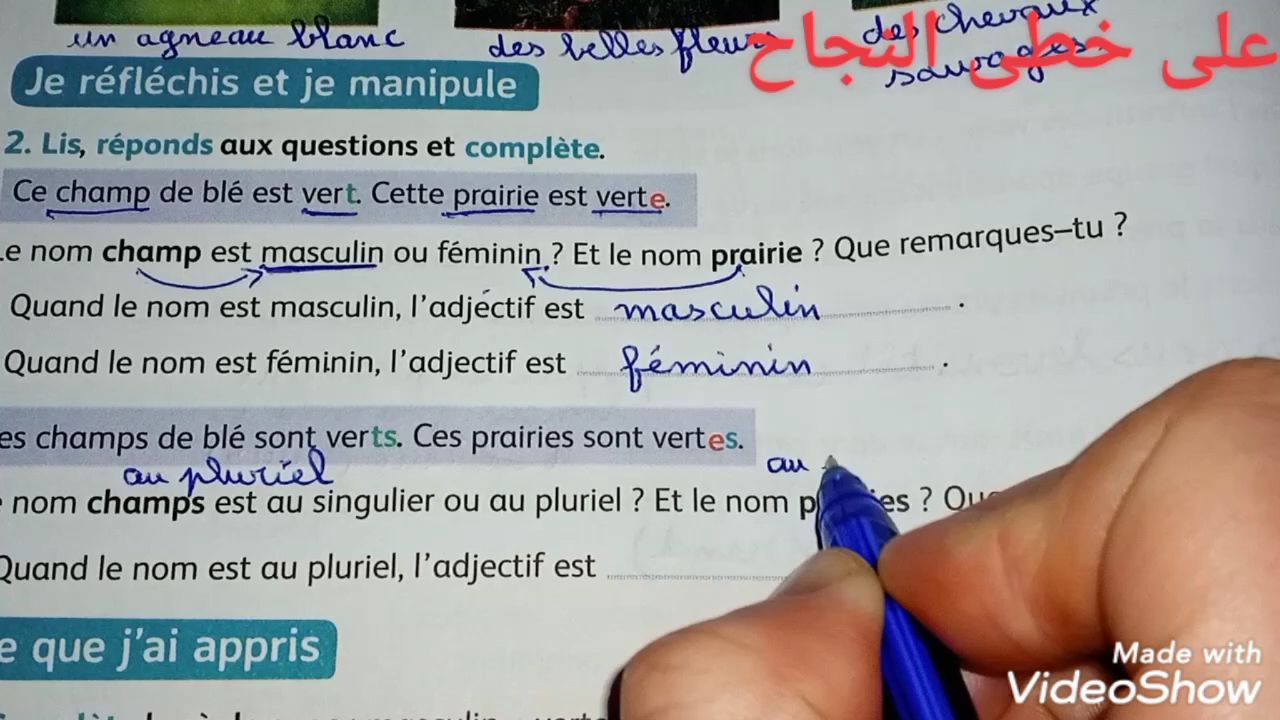 un agneau blanc
des belles fleurs
des chevaux
sauvages
على خطى النجاح
Je réfléchis et je manipule
2. Lis, réponds aux questions et complète.
Ce champ de blé est vert. Cette prairie est verte.
Le nom champ est masculin ou féminin ? Et le nom prairie ? Que remarques-tu ?
Quand le nom est masculin, l'adjectif est masculin.
Quand le nom est féminin, l'adjectif est féminin.
es champs de blé sont verts. Ces prairies sont vertes.
au pluriel au
nom champs est au singulier ou au pluriel ? Et le nom p ies ?
Quand le nom est au pluriel, l'adjectif est
e que j'ai appris
Made with
VideoShow